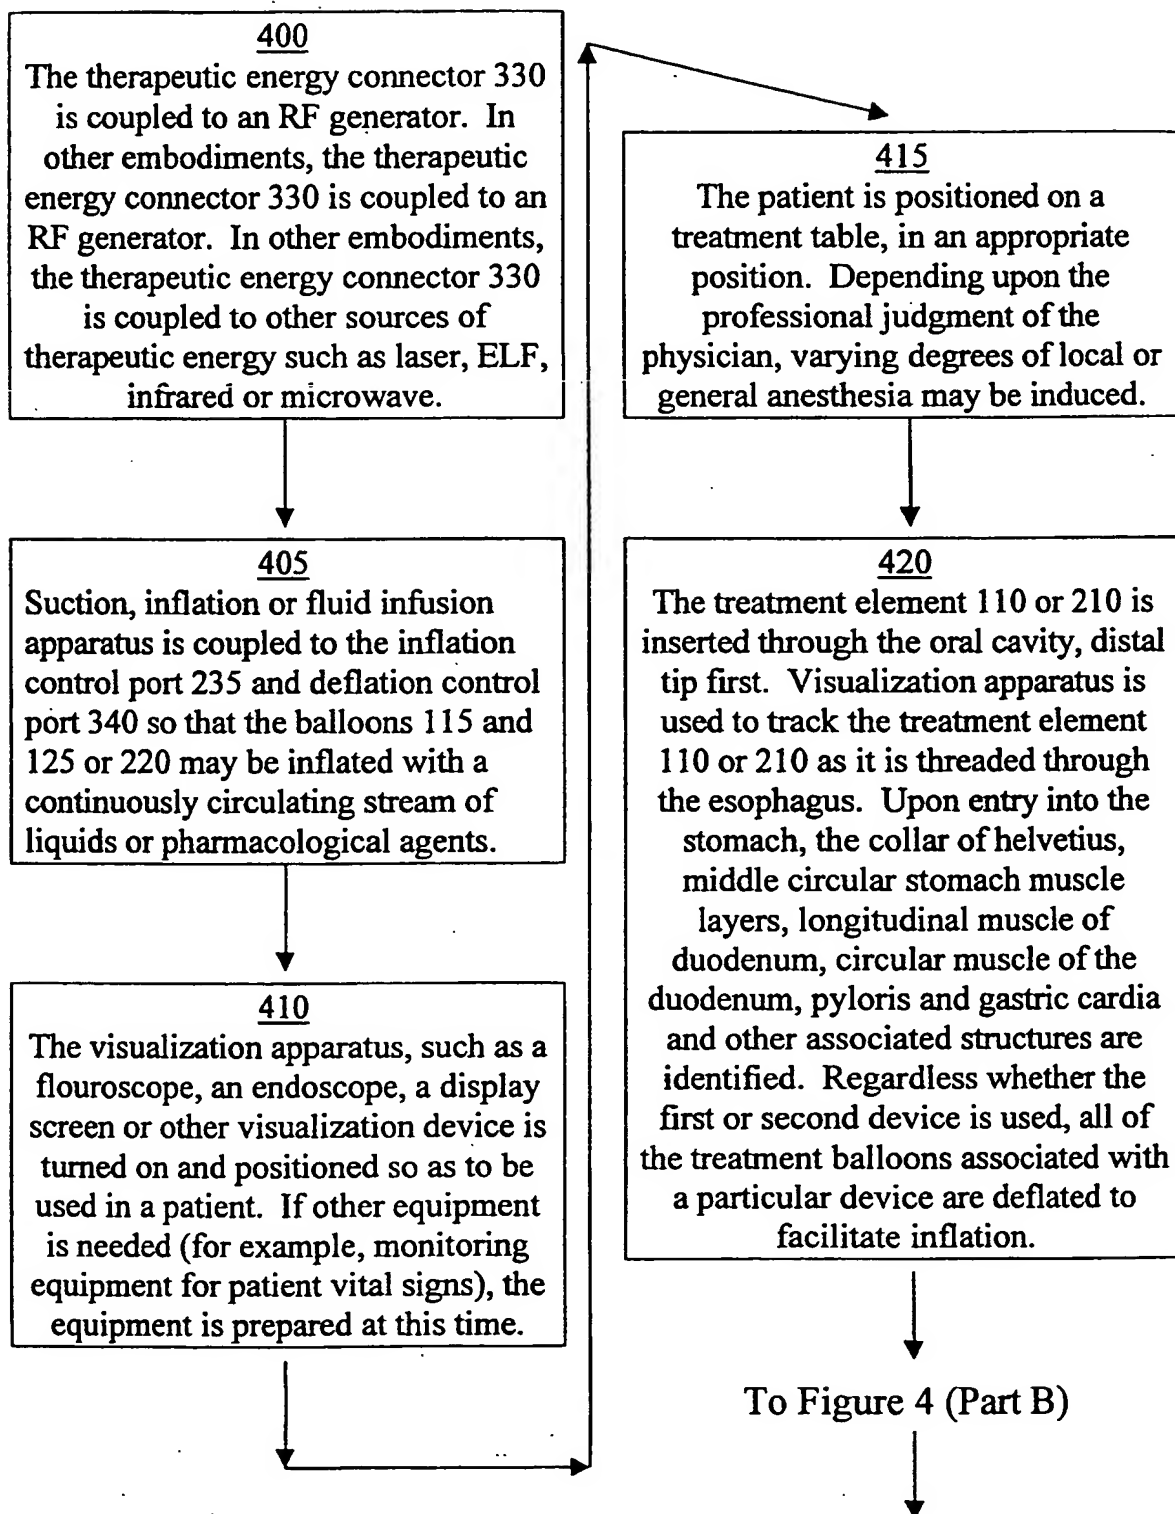 400
The therapeutic energy connector 330
is coupled to an RF generator. In
other embodiments, the therapeutic
energy connector 330 is coupled to an
RF generator. In other embodiments,
the therapeutic energy connector 330
is coupled to other sources of
therapeutic energy such as laser, ELF,
infrared or microwave.
405
Suction, inflation or fluid infusion
apparatus is coupled to the inflation
control port 235 and deflation control
port 340 so that the balloons 115 and
125 or 220 may be inflated with a
continuously circulating stream of
liquids or pharmacological agents.
410
The visualization apparatus, such as a
flouroscope, an endoscope, a display
screen or other visualization device is
turned on and positioned so as to be
used in a patient. If other equipment
is needed (for example, monitoring
equipment for patient vital signs), the
equipment is prepared at this time.
415
The patient is positioned on a
treatment table, in an appropriate
position. Depending upon the
professional judgment of the
physician, varying degrees of local or
general anesthesia may be induced.
420
The treatment element 110 or 210 is
inserted through the oral cavity, distal
tip first. Visualization apparatus is
used to track the treatment element
110 or 210 as it is threaded through
the esophagus. Upon entry into the
stomach, the collar of helvetius,
middle circular stomach muscle
layers, longitudinal muscle of
duodenum, circular muscle of the
duodenum, pyloris and gastric cardia
and other associated structures are
identified. Regardless whether the
first or second device is used, all of
the treatment balloons associated with
a particular device are deflated to
facilitate inflation.
To Figure 4 (Part B)